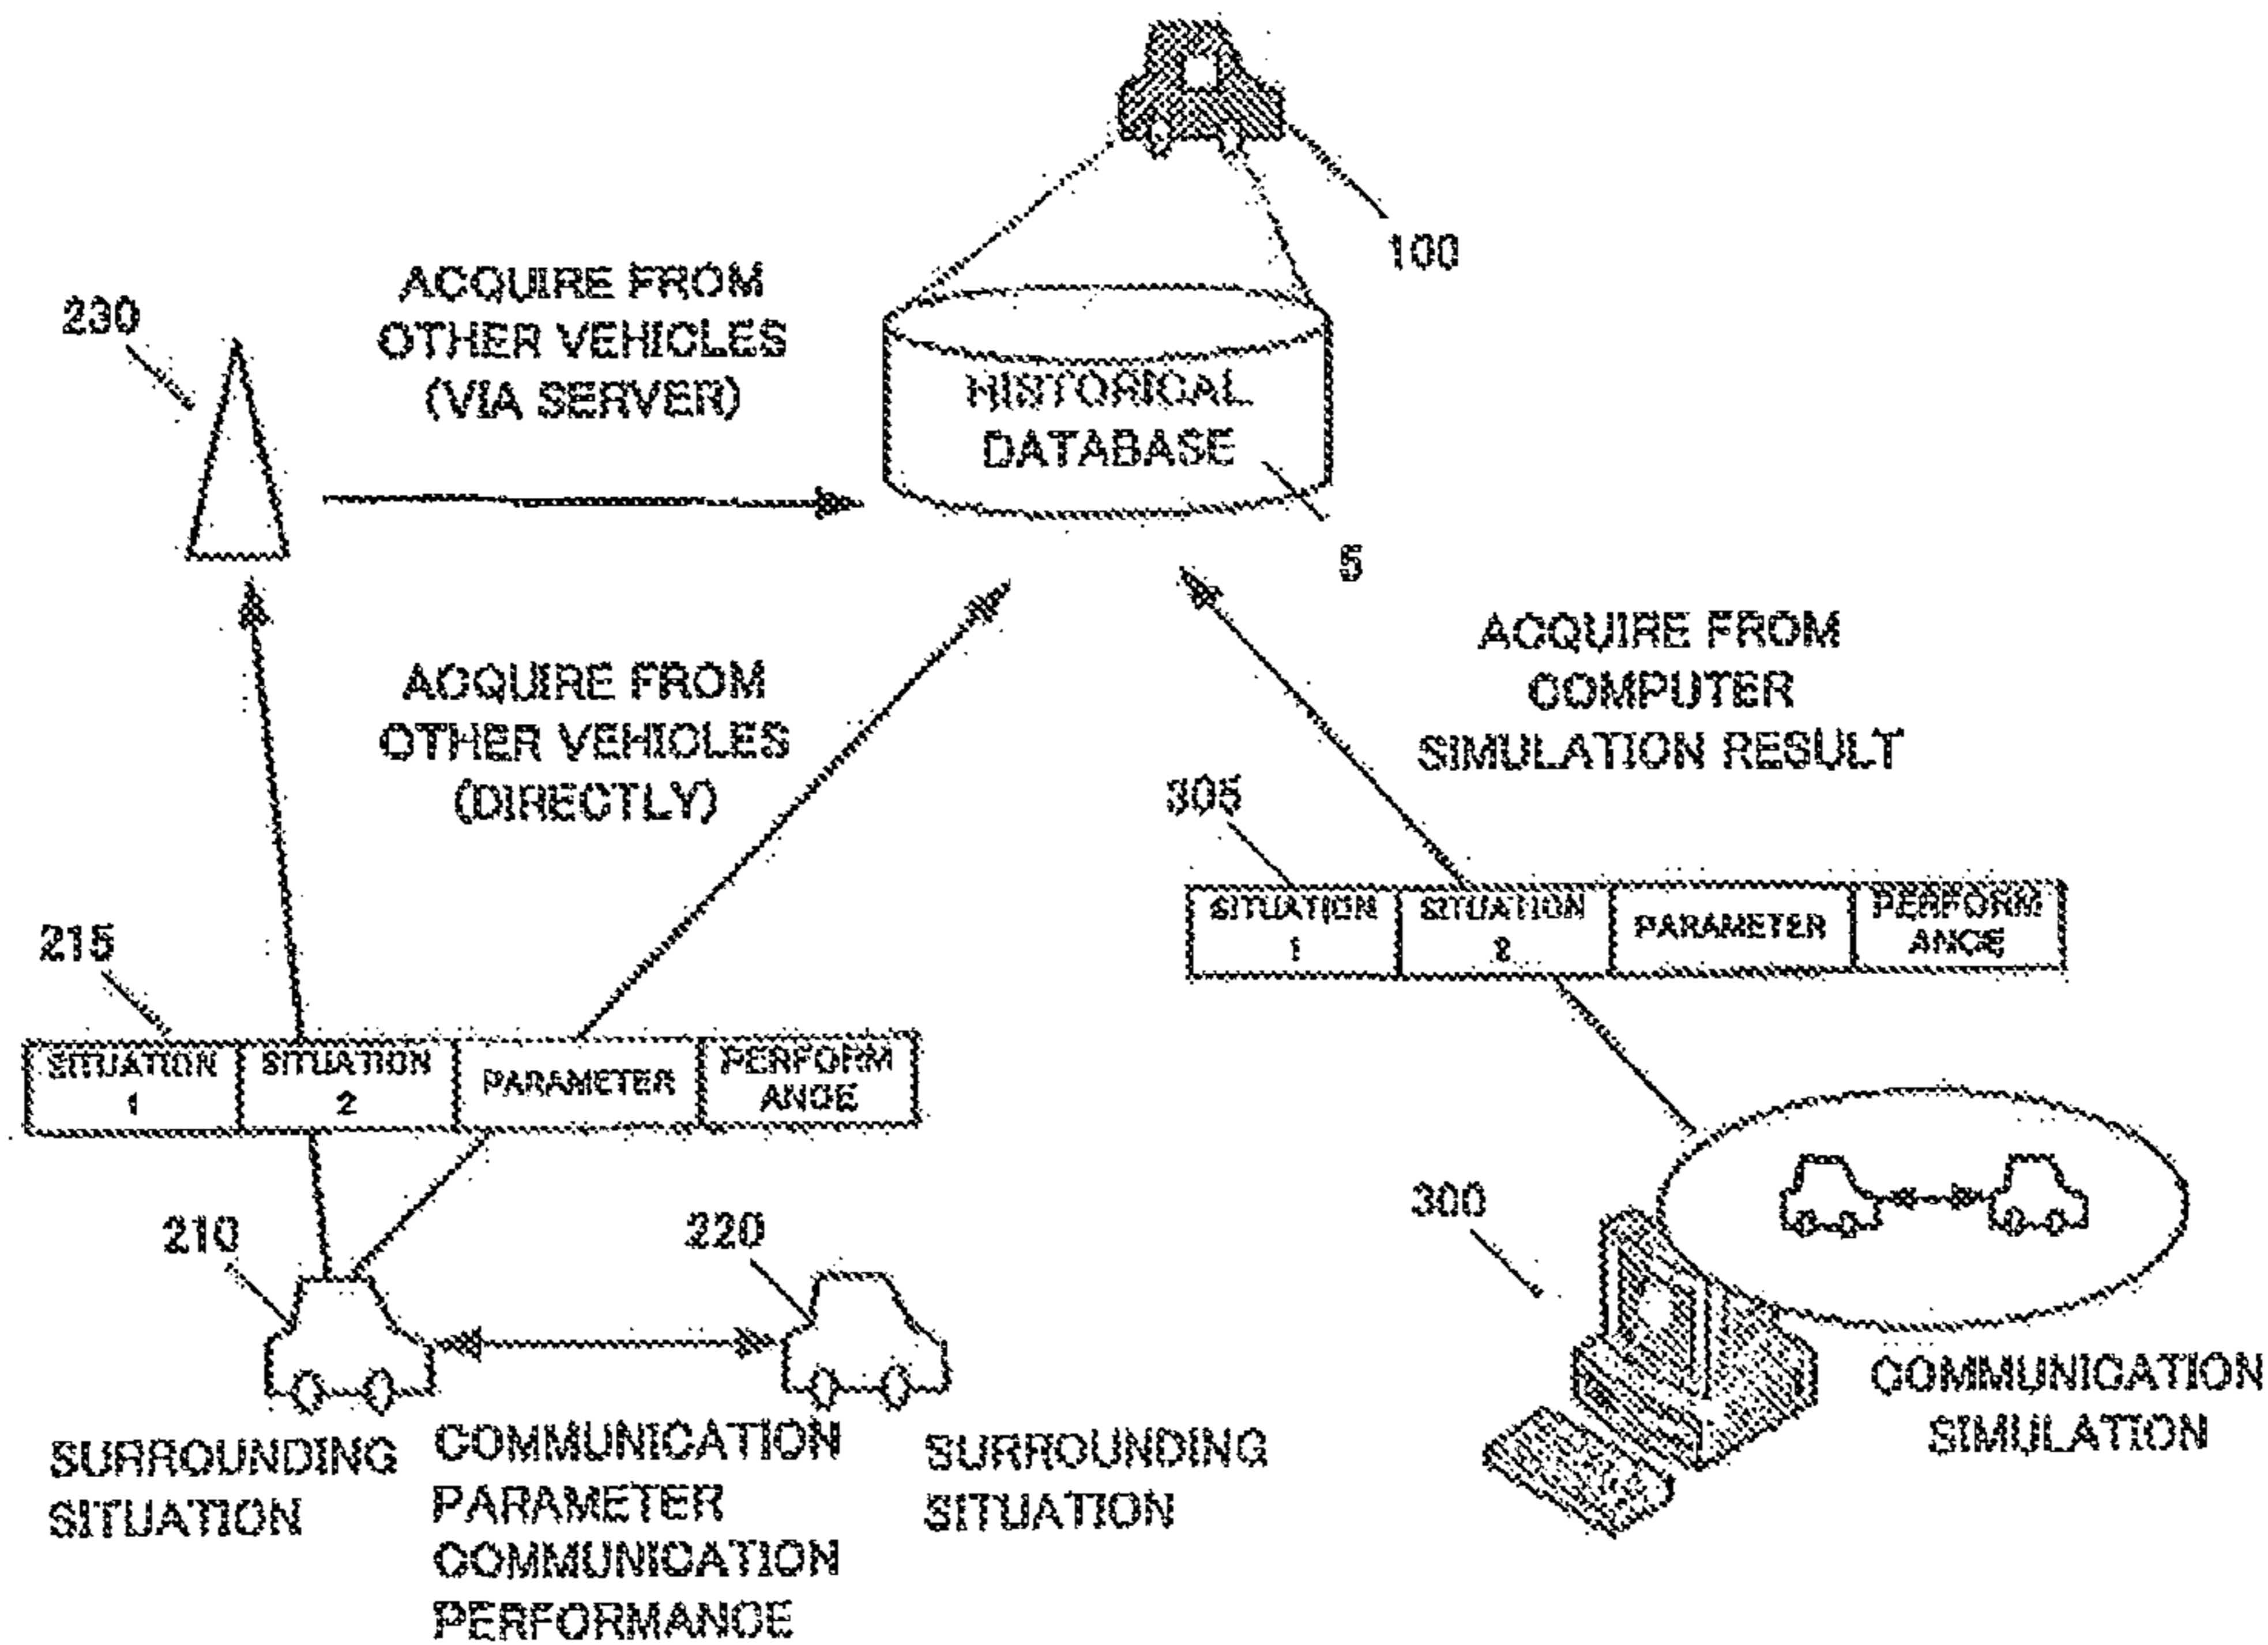 100
230
ACQUIRE FROM
OTHER VEHICLES
(VIA SERVER)
HISTORICAL
DATABASE
5
ACQUIRE FROM
OTHER VEHICLES
(DIRECTLY)
ACQUIRE FROM
COMPUTER
SIMULATION RESULT
305
SITUATION
1
SITUATION
2
PARAMETER
PERFORM
ANCE
215
SITUATION
1
SITUATION
2
PARAMETER
PERFORM
ANCE
210
220
300
SURROUNDING
SITUATION
COMMUNICATION
PARAMETER
COMMUNICATION
PERFORMANCE
SURROUNDING
SITUATION
COMMUNICATION
SIMULATION